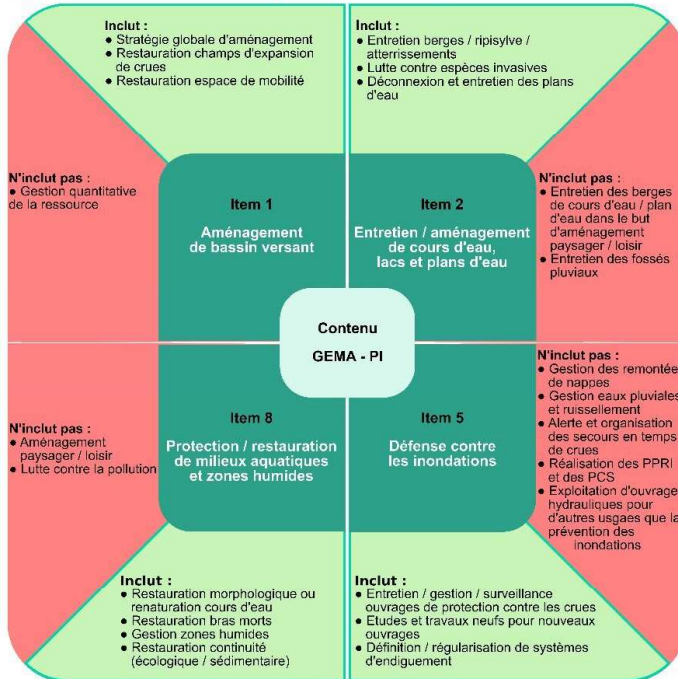 Inclut :
● Stratégie globale d'aménagement
● Restauration champs d'expansion
de crues
● Restauration espace de mobilité
Inclut :
● Entretien berges / ripisylve /
atterrissements
● Lutte contre espèces invasives
● Déconnexion et entretien des plans
d'eau
N'inclut pas :
● Gestion quantitative
de la ressource
Item 1
Aménagement
de bassin versant
Item 2
Entretien / aménagement
de cours d'eau,
lacs et plans d'eau
N'inclut pas :
● Entretien des berges
de cours d'eau / plan
d'eau dans le but
d'aménagement
paysager / loisir
● Entretien des fossés
pluviaux
Contenu
GEMA - PI
N'inclut pas :
● Aménagement
paysager / loisir
● Lutte contre la pollution
Item 8
Protection / restauration
de milieux aquatiques
et zones humides
Item 5
Défense contre
les inondations
N'inclut pas :
● Gestion des remontée
de nappes
● Gestion eaux pluviales
et ruissellement
● Alerte et organisation
des secours en temps
de crues
● Réalisation des PPRI
et des PCS
● Exploitation d'ouvrage
hydrauliques pour
d'autres usgaes que la
prévention des
inondations
Inclut :
● Restauration morphologique ou
renaturation cours d'eau
● Restauration bras morts
● Gestion zones humides
● Restauration continuité
(écologique / sédimentaire)
Inclut :
● Entretien / gestion / surveillance
ouvrages de protection contre les crues
● Etudes et travaux neufs pour nouveaux
ouvrages
● Définition / régularisation de systèmes
d'endiguement